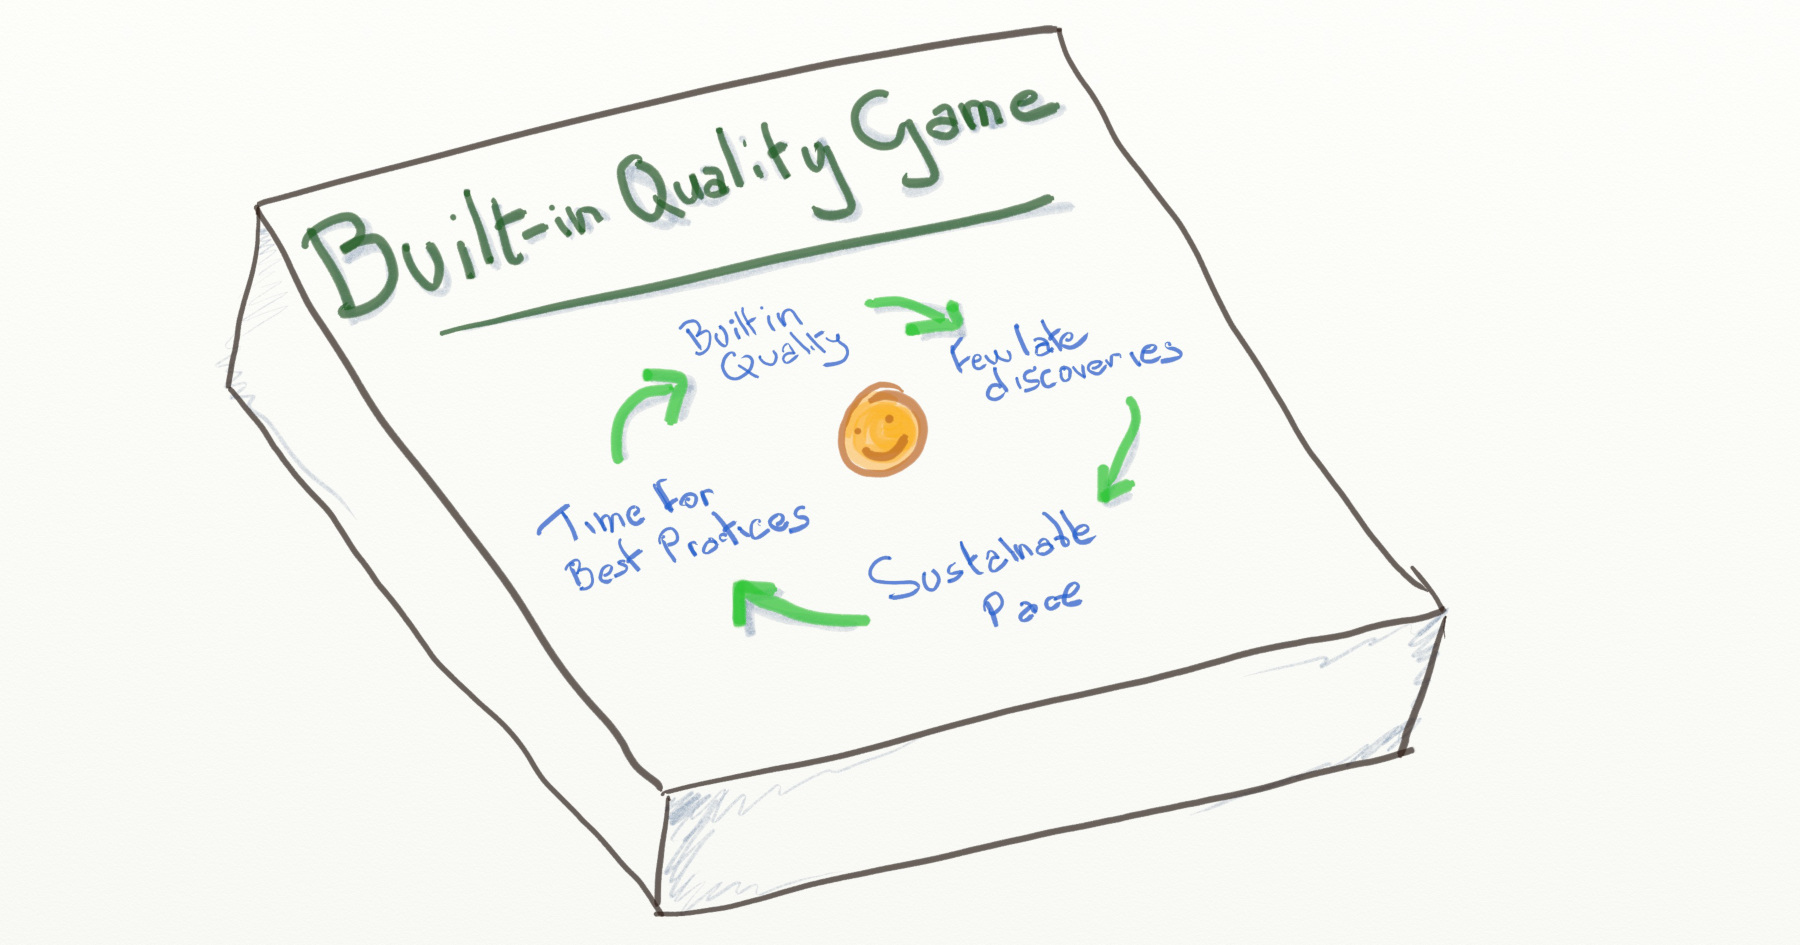 Built-in Quality Game
Built in
Quality
Few late
discoveries
Sustainable
Pace
Time For
Best Practices